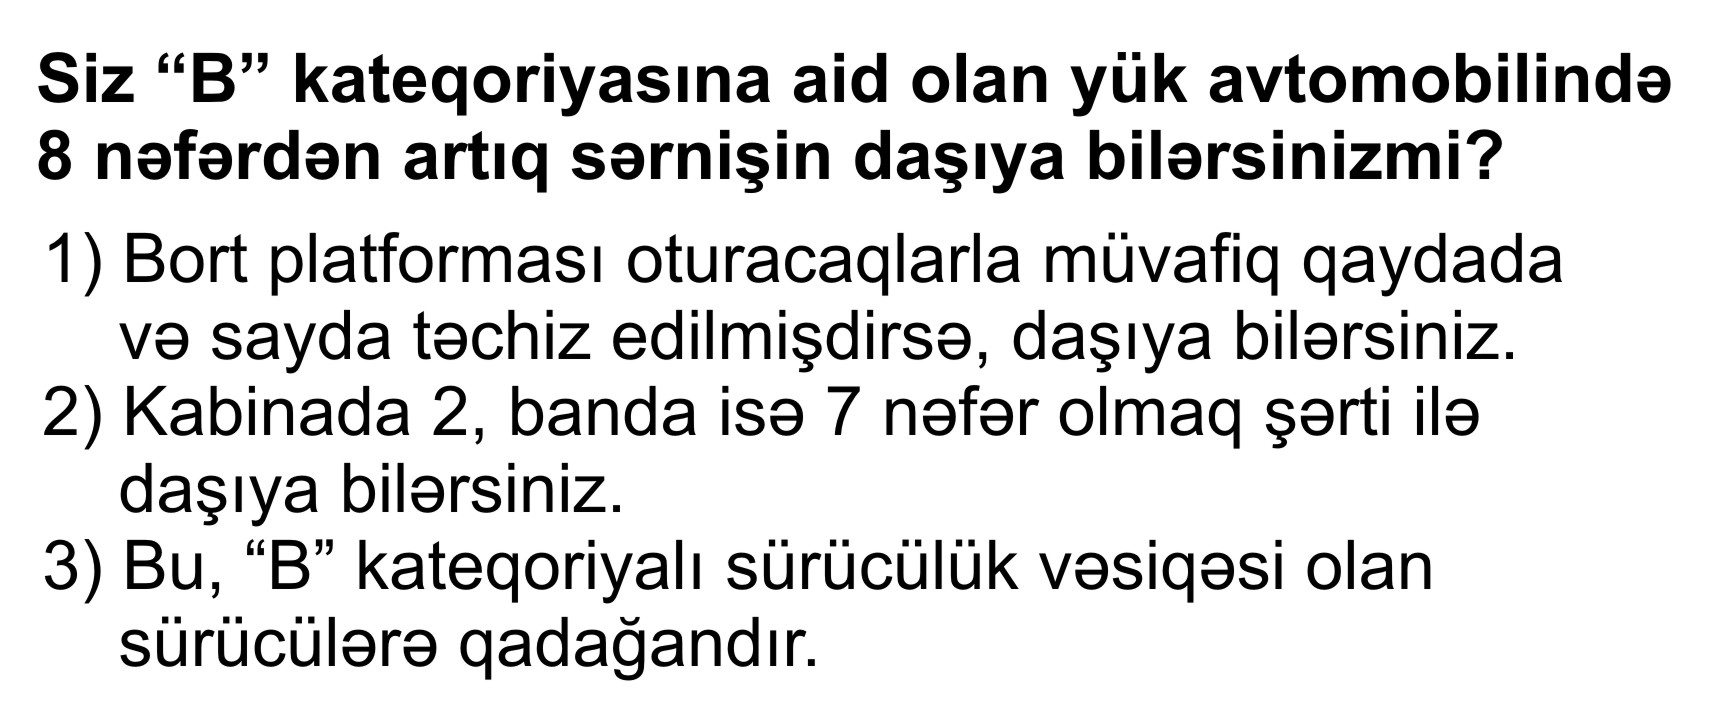 Siz “B” kateqoriyasına aid olan yük avtomobilində
8 nəfərdən artıq sərnişin daşıya bilərsinizmi?
1) Bort platforması oturacaqlarla müvafiq qaydada
və sayda təchiz edilmişdirsə, daşıya bilərsiniz.
2) Kabinada 2, banda isə 7 nəfər olmaq şərti ilə
daşıya bilərsiniz.
3) Bu, “B” kateqoriyalı sürücülük vəsiqəsi olan
sürücülərə qadağandır.